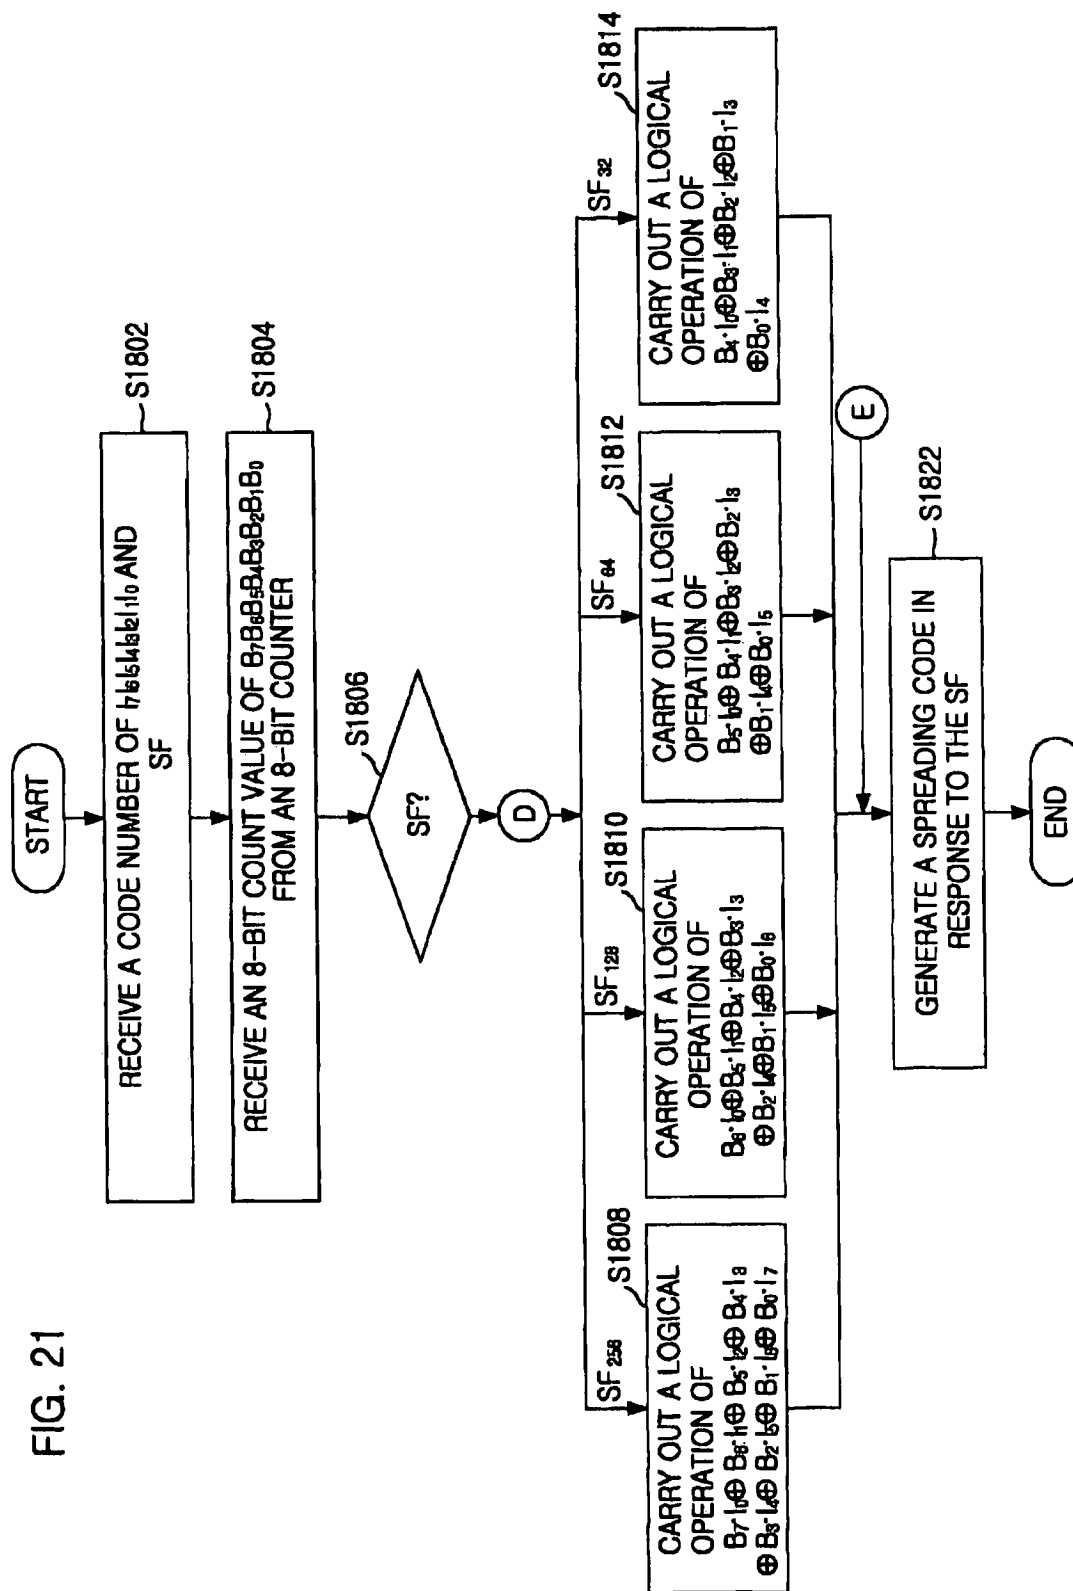 FIG. 21
START
RECEIVE A CODE NUMBER OF I7I6I5I4I3I2I1I0 AND
SF
S1802
RECEIVE AN 8-BIT COUNT VALUE OF B7B6B5B4B3B2B1B0
FROM AN 8-BIT COUNTER
S1804
SF?
S1806
D
SF256
S1808
CARRY OUT A LOGICAL
OPERATION OF
B7·I0⊕B6·I1⊕B5·I2⊕B4·I3
⊕B3·I4⊕B2·I5⊕B1·I6⊕B0·I7
SF128
S1810
CARRY OUT A LOGICAL
OPERATION OF
B6·I0⊕B5·I1⊕B4·I2⊕B3·I3
⊕B2·I4⊕B1·I5⊕B0·I6
SF64
S1812
CARRY OUT A LOGICAL
OPERATION OF
B5·I0⊕B4·I1⊕B3·I2⊕B2·I3
⊕B1·I4⊕B0·I5
SF32
S1814
CARRY OUT A LOGICAL
OPERATION OF
B4·I0⊕B3·I1⊕B2·I2⊕B1·I3
⊕B0·I4
E
S1822
GENERATE A SPREADING CODE IN
RESPONSE TO THE SF
END